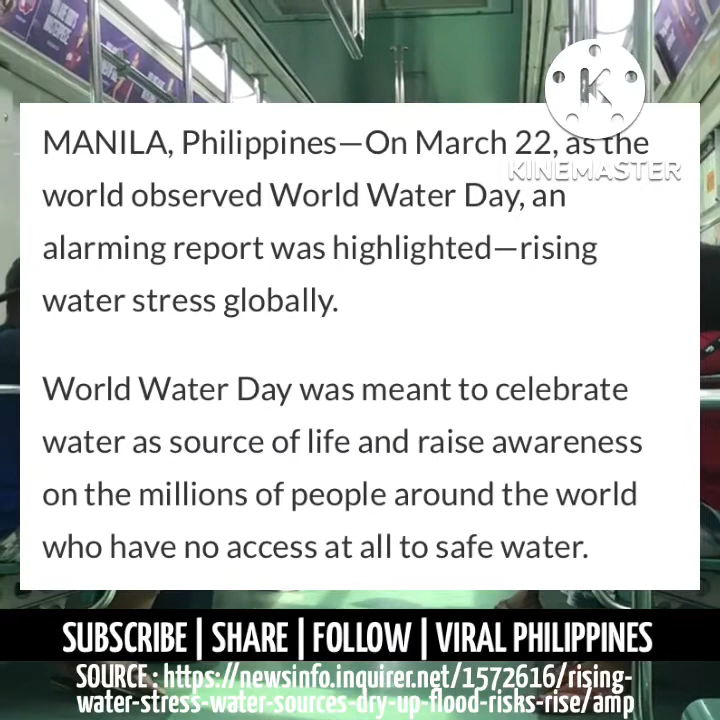 MANILA, Philippines—On March 22, as the
KINEMASTER
world observed World Water Day, an
alarming report was highlighted—rising
water stress globally.
World Water Day was meant to celebrate
water as source of life and raise awareness
on the millions of people around the world
who have no access at all to safe water.
SUBSCRIBE | SHARE | FOLLOW | VIRAL PHILIPPINES
SOURCE : https://newsinfo.inquirer.net/1572616/rising-
water-stress-water-sources-dry-up-flood-risks-rise/amp